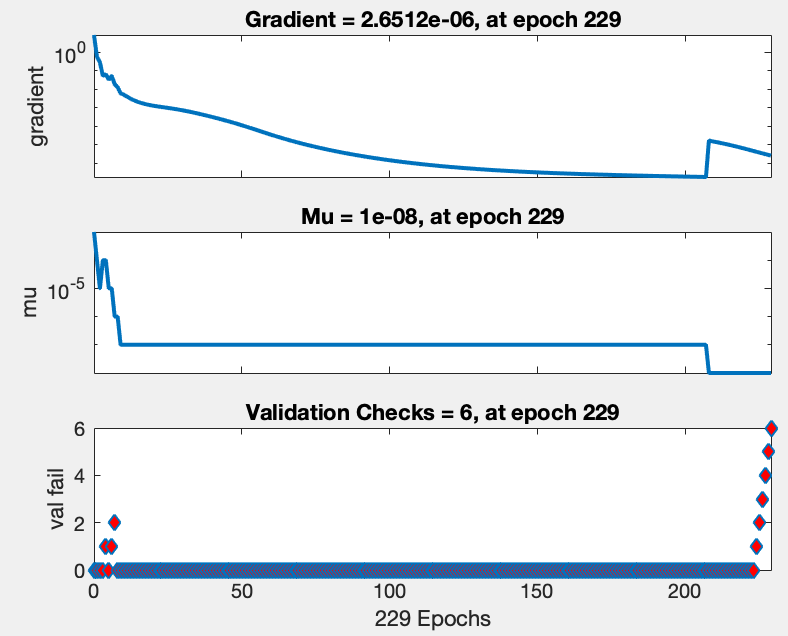 Gradient = 2.6512e-06, at epoch 229
10^0
gradient
Mu = 1e-08, at epoch 229
10^-5
mu
Validation Checks = 6, at epoch 229
6
4
2
0
val fail
0 50 100 150 200
229 Epochs